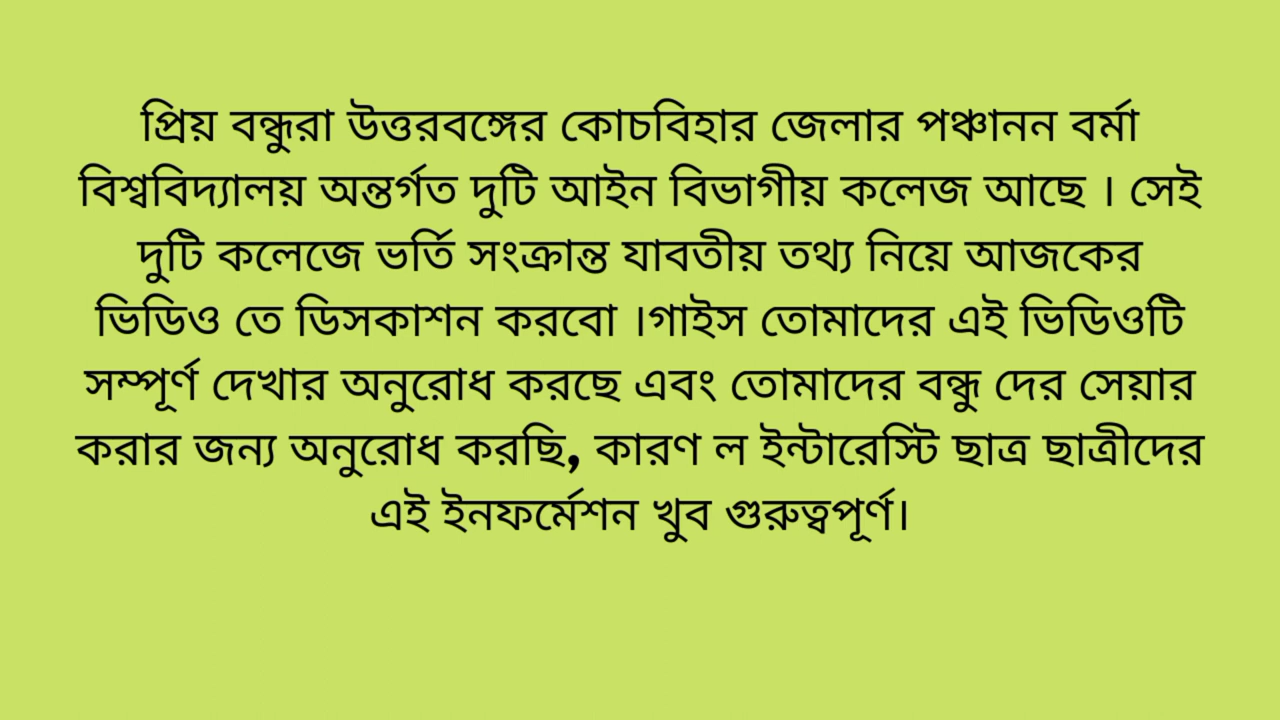 প্রিয় বন্ধুরা উত্তরবঙ্গের কোচবিহার জেলার পঞ্চানন বর্মা
বিশ্ববিদ্যালয় অন্তর্গত দুটি আইন বিভাগীয় কলেজ আছে । সেই
দুটি কলেজে ভর্তি সংক্রান্ত যাবতীয় তথ্য নিয়ে আজকের
ভিডিও তে ডিসকাশন করবো ।গাইস তোমাদের এই ভিডিওটি
সম্পূর্ণ দেখার অনুরোধ করছে এবং তোমাদের বন্ধু দের সেয়ার
করার জন্য অনুরোধ করছি, কারণ ল ইন্টারেস্টি ছাত্র ছাত্রীদের
এই ইনফর্মেশন খুব গুরুত্বপূর্ণ।